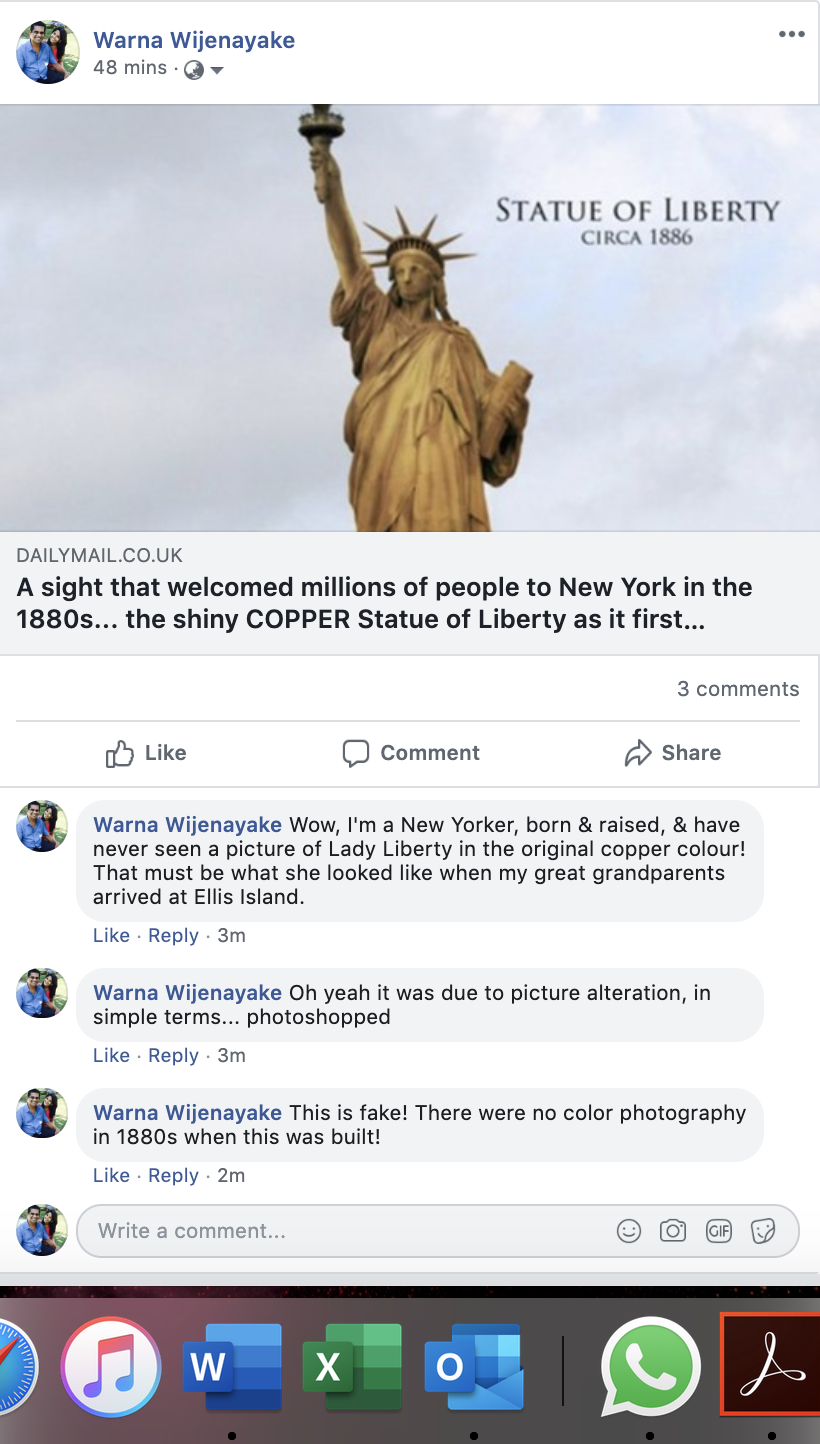 Warna Wijenayake
48 mins ·
STATUE OF LIBERTY
CIRCA 1886
DAILYMAIL.CO.UK
A sight that welcomed millions of people to New York in the
1880s... the shiny COPPER Statue of Liberty as it first...
3 comments
Like Comment Share
Warna Wijenayake Wow, I'm a New Yorker, born & raised, & have
never seen a picture of Lady Liberty in the original copper colour!
That must be what she looked like when my great grandparents
arrived at Ellis Island.
Like · Reply · 3m
Warna Wijenayake Oh yeah it was due to picture alteration, in
simple terms... photoshopped
Like · Reply · 3m
Warna Wijenayake This is fake! There were no color photography
in 1880s when this was built!
Like · Reply · 2m
Write a comment... GIF
W X O